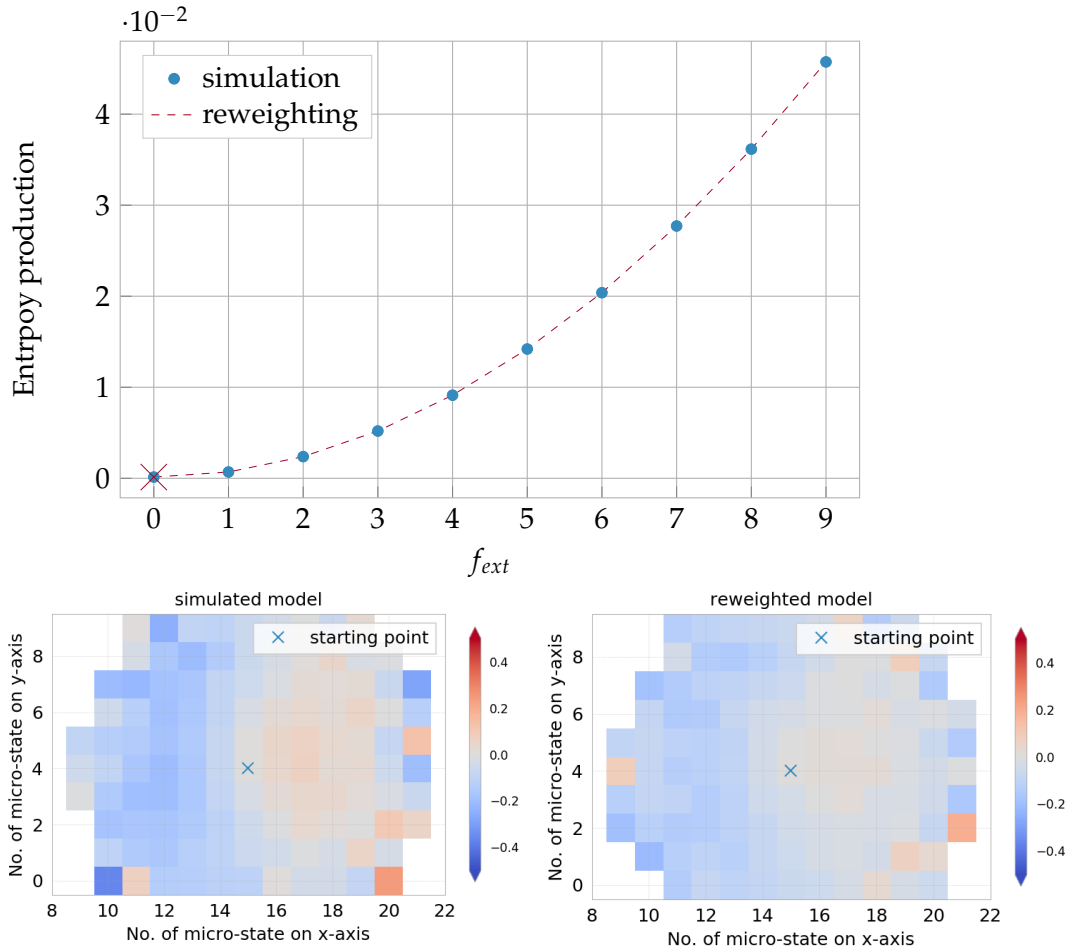 ·10−2
simulation
reweighting
4
3
2
1
0
Entrpoy production
0 1 2 3 4 5 6 7 8 9
fext
simulated model
starting point
8
6
4
2
0
No. of micro-state on y-axis
8 10 12 14 16 18 20 22
No. of micro-state on x-axis
0.4
0.2
0.0
−0.2
−0.4
reweighted model
starting point
8
6
4
2
0
No. of micro-state on y-axis
8 10 12 14 16 18 20 22
No. of micro-state on x-axis
0.4
0.2
0.0
−0.2
−0.4